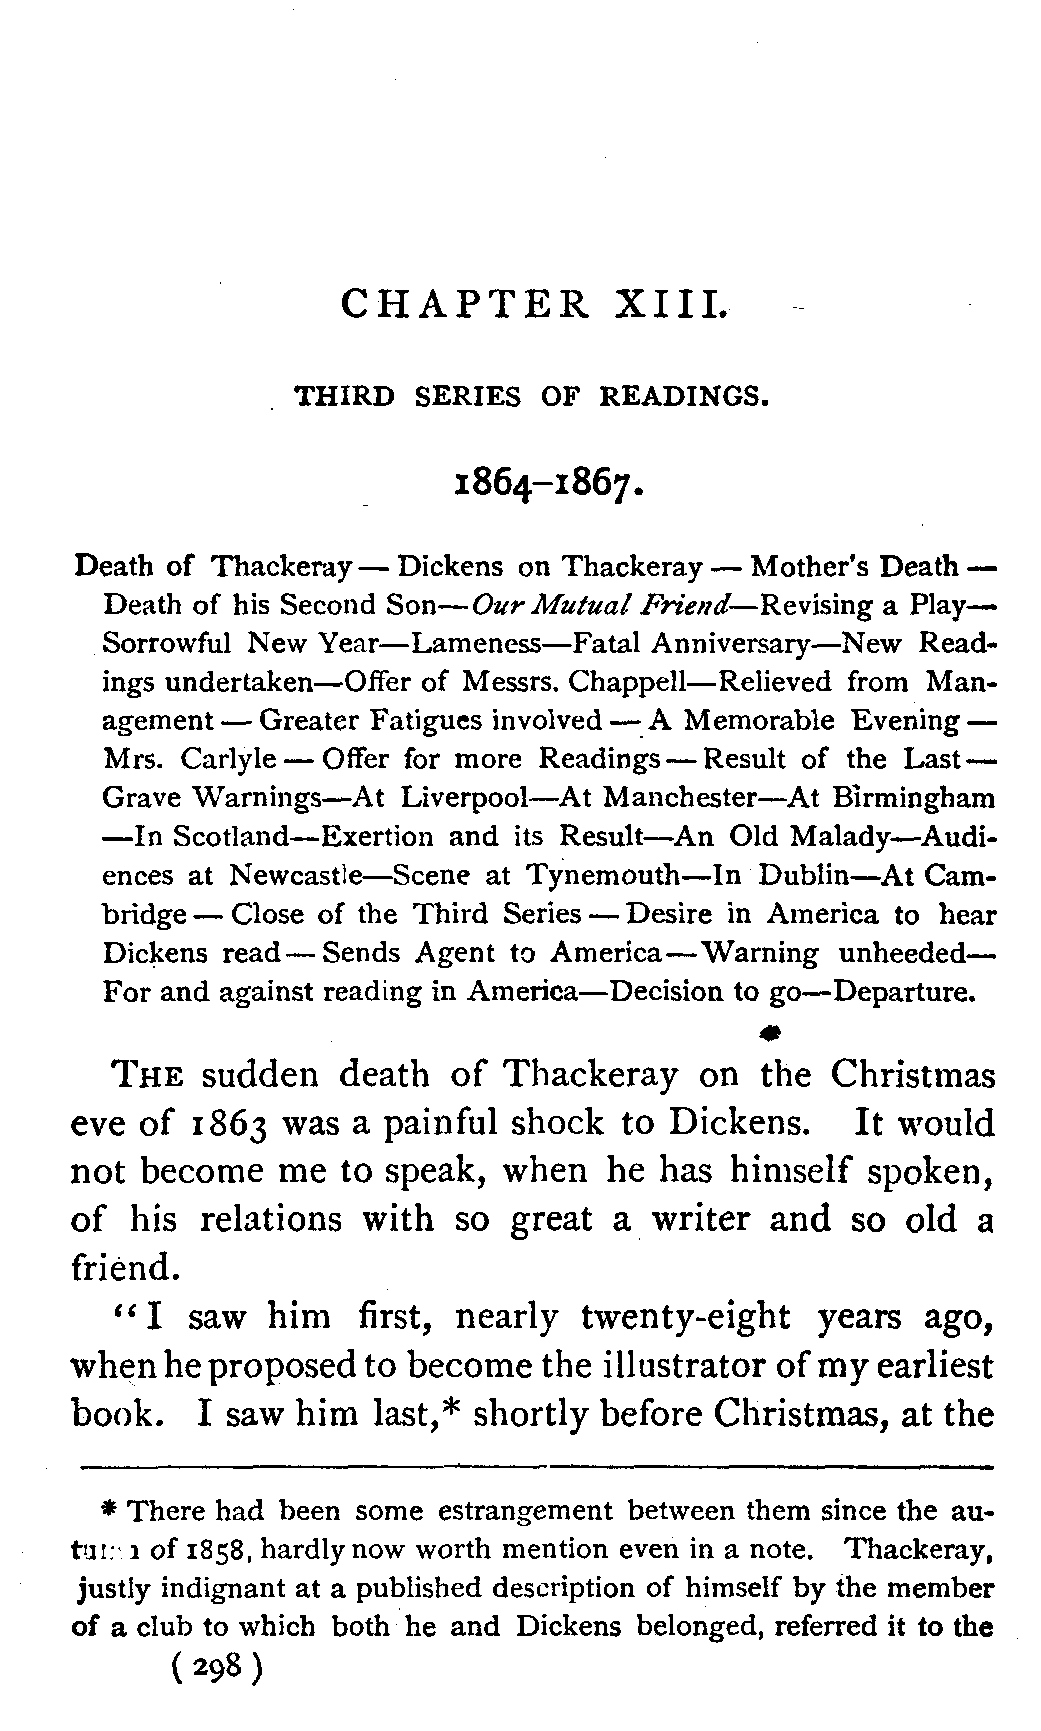 CHAPTER XIII.
THIRD SERIES OF READINGS.
1864–1867.
Death of Thackeray — Dickens on Thackeray — Mother's Death —
Death of his Second Son—Our Mutual Friend—Revising a Play—
Sorrowful New Year—Lameness—Fatal Anniversary—New Read-
ings undertaken—Offer of Messrs. Chappell—Relieved from Man-
agement — Greater Fatigues involved — A Memorable Evening —
Mrs. Carlyle — Offer for more Readings — Result of the Last —
Grave Warnings—At Liverpool—At Manchester—At Birmingham
—In Scotland—Exertion and its Result—An Old Malady—Audi-
ences at Newcastle—Scene at Tynemouth—In Dublin—At Cam-
bridge — Close of the Third Series — Desire in America to hear
Dickens read — Sends Agent to America — Warning unheeded—
For and against reading in America—Decision to go—Departure.
THE sudden death of Thackeray on the Christmas
eve of 1863 was a painful shock to Dickens. It would
not become me to speak, when he has himself spoken,
of his relations with so great a writer and so old a
friend.
"I saw him first, nearly twenty-eight years ago,
when he proposed to become the illustrator of my earliest
book. I saw him last,* shortly before Christmas, at the
* There had been some estrangement between them since the au-
of 1858, hardly now worth mention even in a note. Thackeray,
justly indignant at a published description of himself by the member
of a club to which both he and Dickens belonged, referred it to the
( 298 )